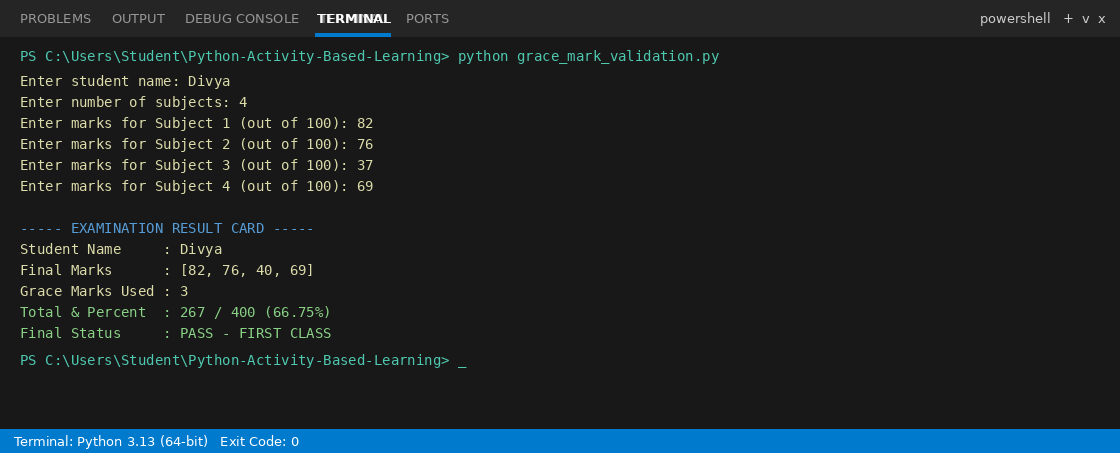 PROBLEMS OUTPUT DEBUG CONSOLE TERMINAL PORTS powershell + v x
PS C:\Users\Student\Python-Activity-Based-Learning> python grace_mark_validation.py
Enter student name: Divya
Enter number of subjects: 4
Enter marks for Subject 1 (out of 100): 82
Enter marks for Subject 2 (out of 100): 76
Enter marks for Subject 3 (out of 100): 37
Enter marks for Subject 4 (out of 100): 69
----- EXAMINATION RESULT CARD -----
Student Name     : Divya
Final Marks      : [82, 76, 40, 69]
Grace Marks Used : 3
Total & Percent  : 267 / 400 (66.75%)
Final Status     : PASS - FIRST CLASS
PS C:\Users\Student\Python-Activity-Based-Learning> _
Terminal: Python 3.13 (64-bit)   Exit Code: 0